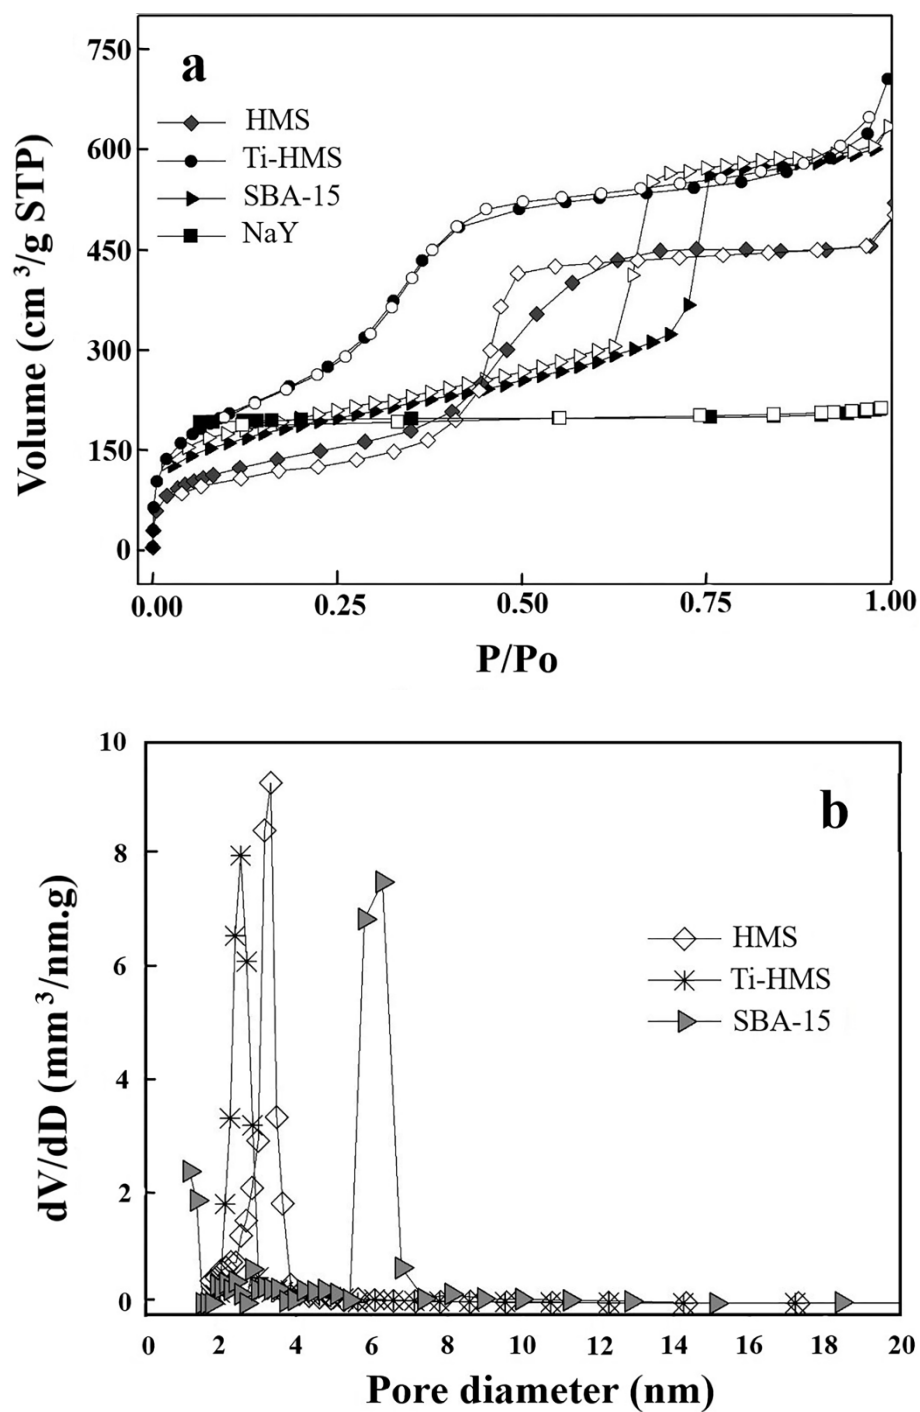 a
HMS
Ti-HMS
SBA-15
NaY
750
600
450
300
150
0
Volume (cm³/g STP)
0.00 0.25 0.50 0.75 1.00
P/Po
b
HMS
Ti-HMS
SBA-15
10
8
6
4
2
0
dV/dD (mm³/nm.g)
0 2 4 6 8 10 12 14 16 18 20
Pore diameter (nm)